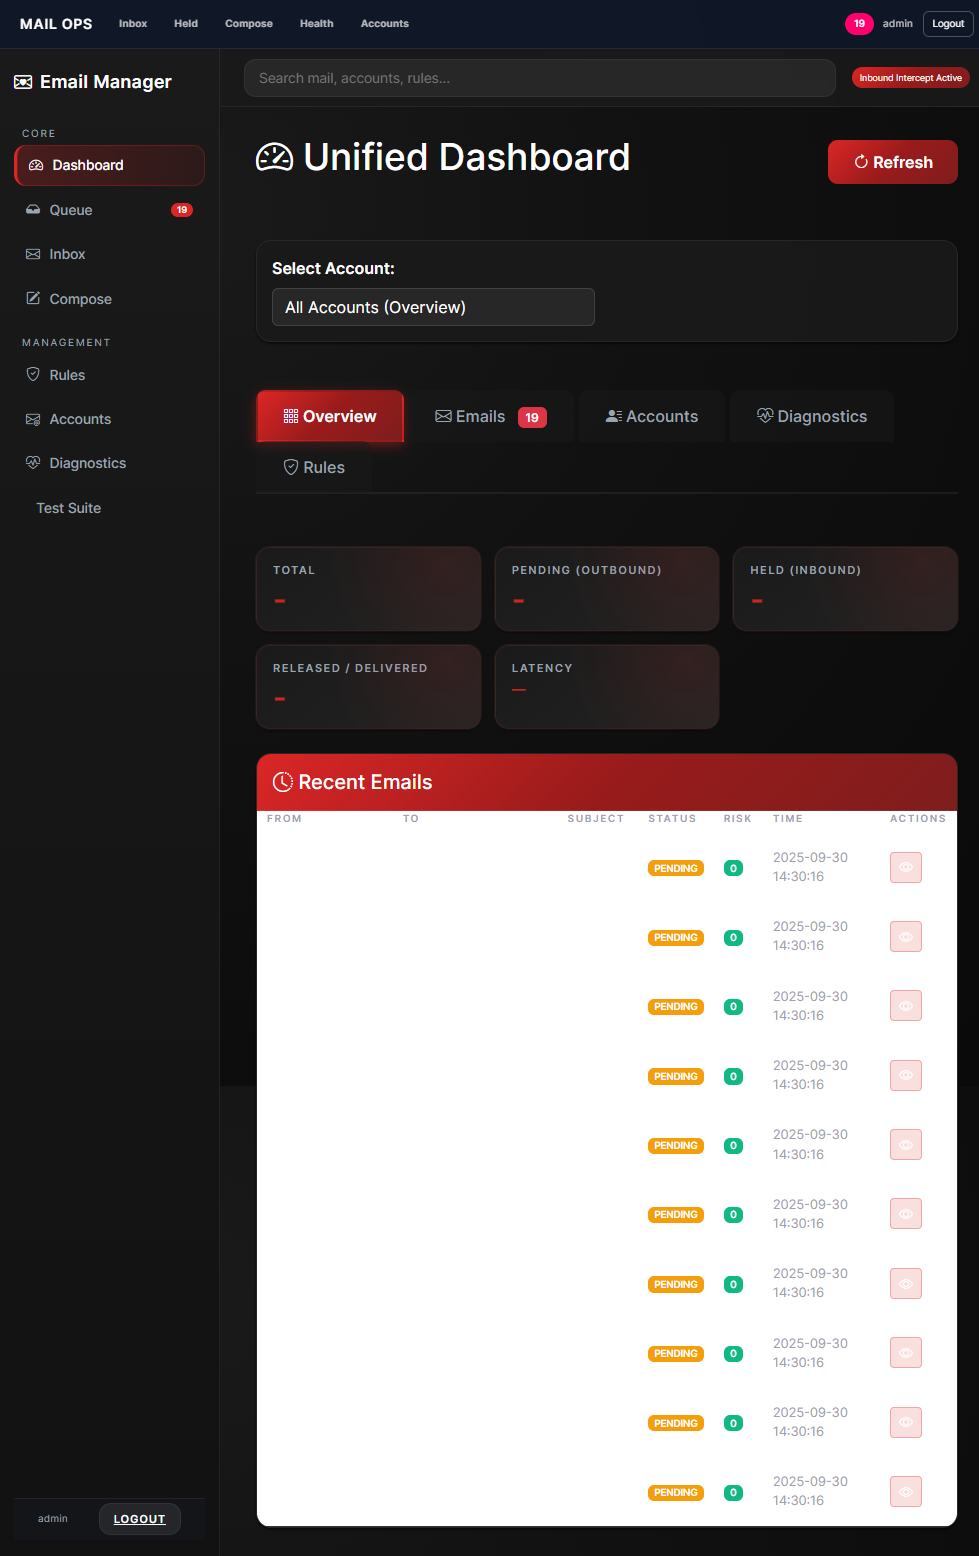 MAIL OPS Inbox Held Compose Health Accounts 19 admin Logout
Email Manager
Search mail, accounts, rules...
Inbound Intercept Active
CORE
Dashboard
Queue 19
Inbox
Compose
MANAGEMENT
Rules
Accounts
Diagnostics
Test Suite
Unified Dashboard
Refresh
Select Account:
All Accounts (Overview)
Overview Emails 19 Accounts Diagnostics
Rules
TOTAL PENDING (OUTBOUND) HELD (INBOUND)
- - -
RELEASED / DELIVERED LATENCY
- —
Recent Emails
FROM TO SUBJECT STATUS RISK TIME ACTIONS
PENDING 0 2025-09-30
14:30:16
PENDING 0 2025-09-30
14:30:16
PENDING 0 2025-09-30
14:30:16
PENDING 0 2025-09-30
14:30:16
PENDING 0 2025-09-30
14:30:16
PENDING 0 2025-09-30
14:30:16
PENDING 0 2025-09-30
14:30:16
PENDING 0 2025-09-30
14:30:16
PENDING 0 2025-09-30
14:30:16
PENDING 0 2025-09-30
14:30:16
admin LOGOUT